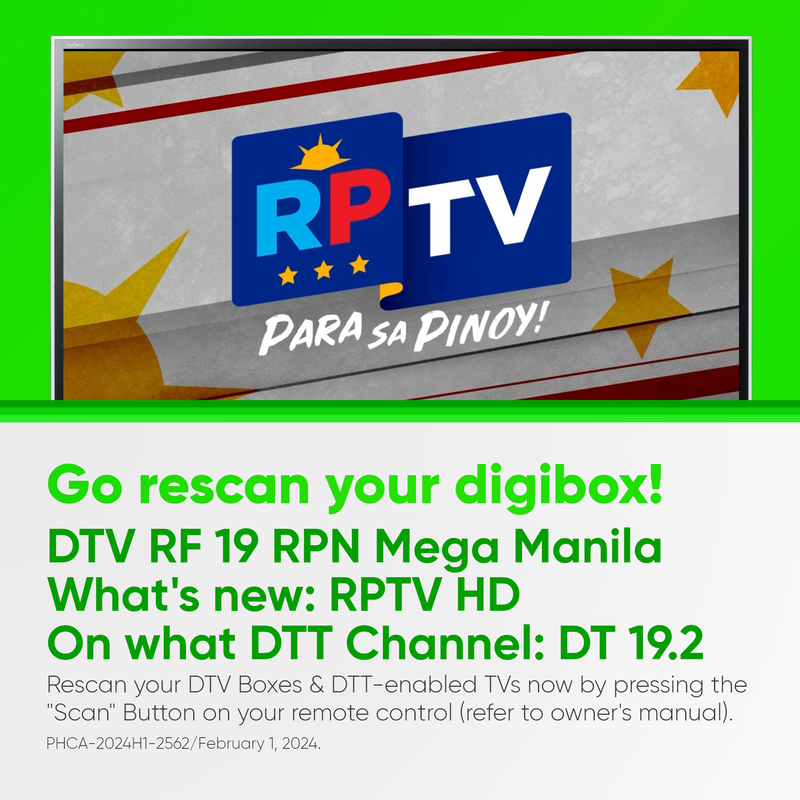 RPTV
PARA SA PINOY!
Go rescan your digibox!
DTV RF 19 RPN Mega Manila
What's new: RPTV HD
On what DTT Channel: DT 19.2
Rescan your DTV Boxes & DTT-enabled TVs now by pressing the
"Scan" Button on your remote control (refer to owner's manual).
PHCA-2024H1-2562/February 1, 2024.